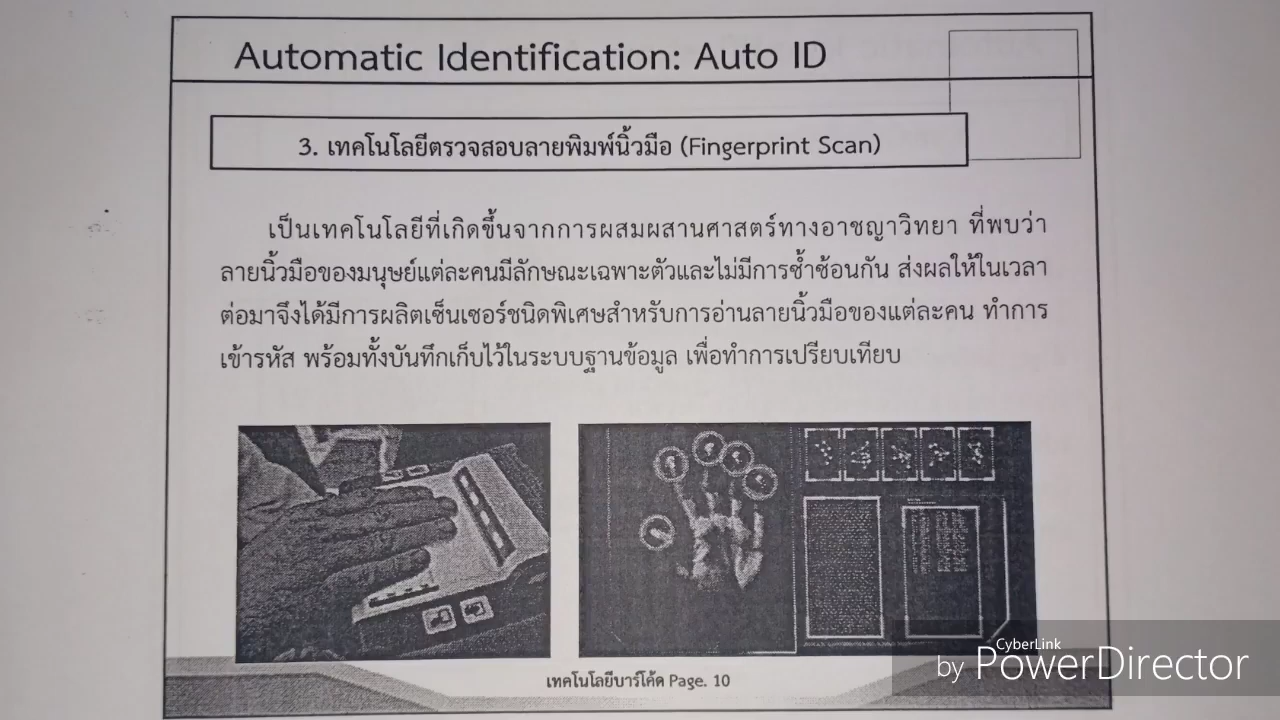 Automatic Identification: Auto ID
3. เทคโนโลยีตรวจสอบลายพิมพ์นิ้วมือ (Fingerprint Scan)
เป็นเทคโนโลยีที่เกิดขึ้นจากการผสมผสานศาสตร์ทางอาชญาวิทยา ที่พบว่า
ลายนิ้วมือของมนุษย์แต่ละคนมีลักษณะเฉพาะตัวและไม่มีการซ้ำซ้อนกัน ส่งผลให้ในเวลา
ต่อมาจึงได้มีการผลิตเซ็นเซอร์ชนิดพิเศษสำหรับการอ่านลายนิ้วมือของแต่ละคน ทำการ
เข้ารหัส พร้อมทั้งบันทึกเก็บไว้ในระบบฐานข้อมูล เพื่อทำการเปรียบเทียบ
เทคโนโลยีบาร์โค้ด Page. 10
CyberLink
by PowerDirector